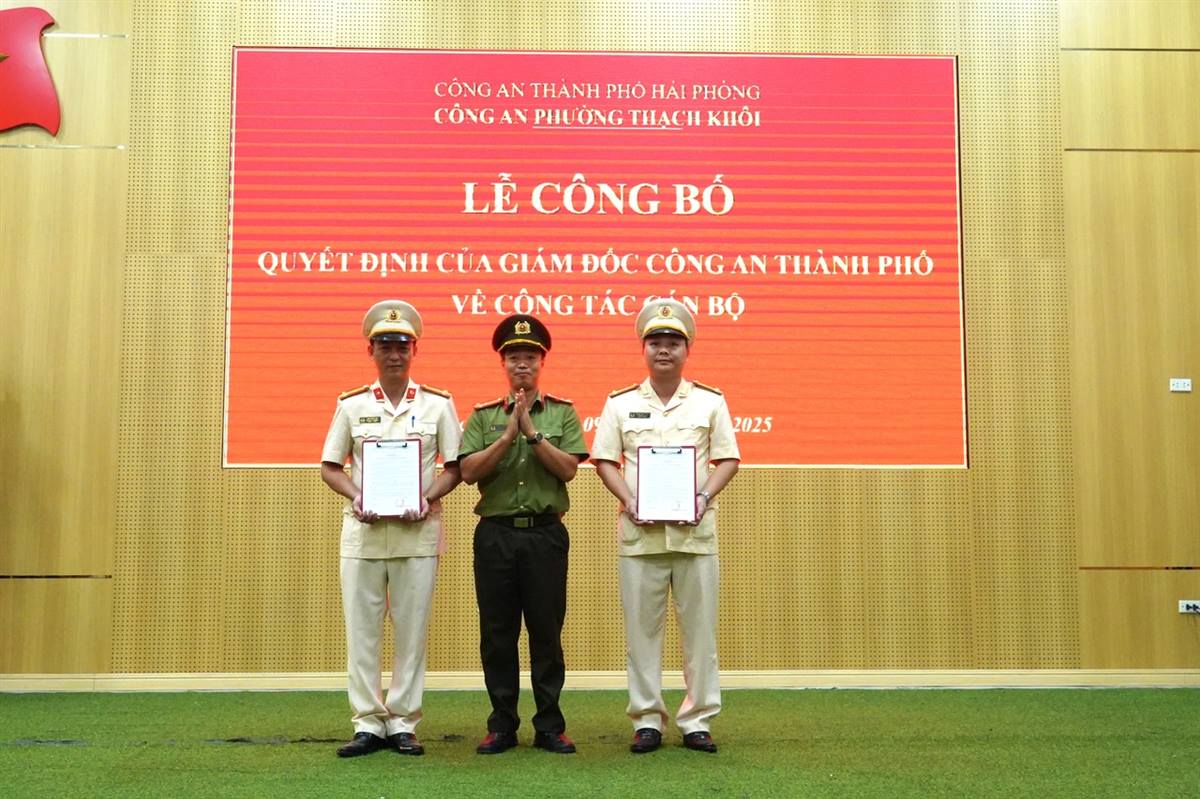 CÔNG AN THÀNH PHỐ HẢI PHÒNG
CÔNG AN PHƯỜNG THẠCH KHÔI
LỄ CÔNG BỐ
QUYẾT ĐỊNH CỦA GIÁM ĐỐC CÔNG AN THÀNH PHỐ
VỀ CÔNG TÁC CÁN BỘ
09 2025